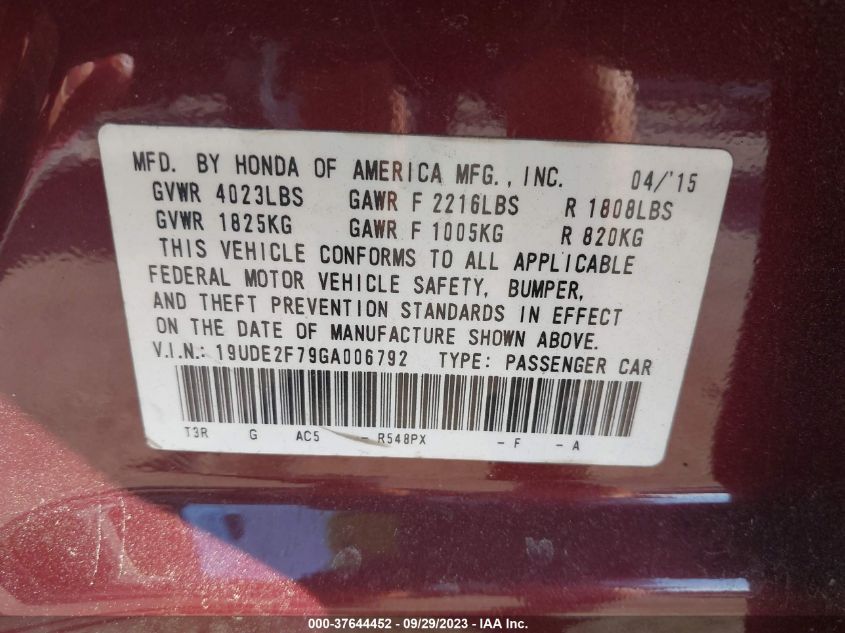 MFD. BY HONDA OF AMERICA MFG., INC. 04/'15
GVWR 4023LBS GAWR F 2216LBS R 1808LBS
GVWR 1825KG GAWR F 1005KG R 820KG
THIS VEHICLE CONFORMS TO ALL APPLICABLE
FEDERAL MOTOR VEHICLE SAFETY, BUMPER,
AND THEFT PREVENTION STANDARDS IN EFFECT
ON THE DATE OF MANUFACTURE SHOWN ABOVE.
V.I.N.: 19UDE2F79GA006792 TYPE: PASSENGER CAR
T3R G AC5 - R548PX - F - A
000-37644452 - 09/29/2023 - IAA Inc.